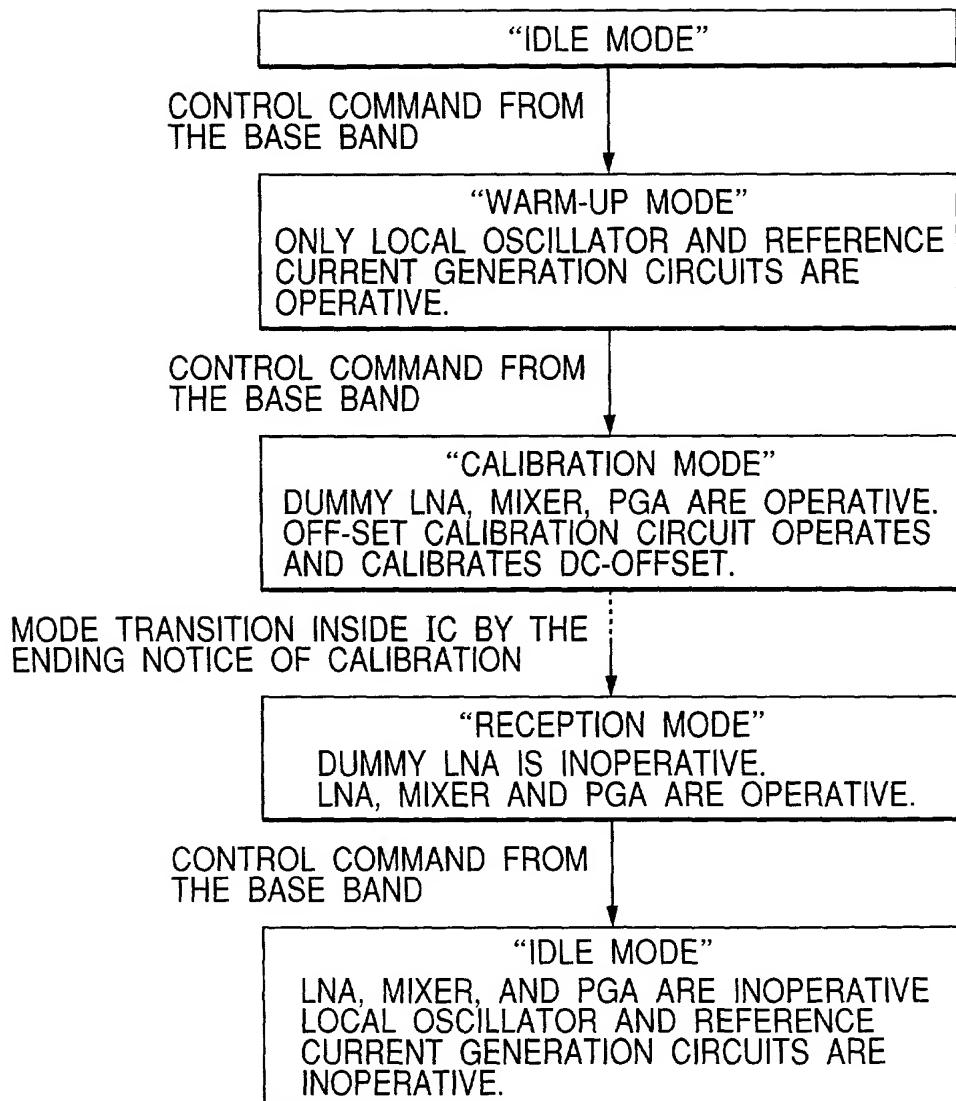 “IDLE MODE”
CONTROL COMMAND FROM
THE BASE BAND
“WARM-UP MODE”
ONLY LOCAL OSCILLATOR AND REFERENCE
CURRENT GENERATION CIRCUITS ARE
OPERATIVE.
CONTROL COMMAND FROM
THE BASE BAND
“CALIBRATION MODE”
DUMMY LNA, MIXER, PGA ARE OPERATIVE.
OFF-SET CALIBRATION CIRCUIT OPERATES
AND CALIBRATES DC-OFFSET.
MODE TRANSITION INSIDE IC BY THE
ENDING NOTICE OF CALIBRATION
“RECEPTION MODE”
DUMMY LNA IS INOPERATIVE.
LNA, MIXER AND PGA ARE OPERATIVE.
CONTROL COMMAND FROM
THE BASE BAND
“IDLE MODE”
LNA, MIXER, AND PGA ARE INOPERATIVE
LOCAL OSCILLATOR AND REFERENCE
CURRENT GENERATION CIRCUITS ARE
INOPERATIVE.